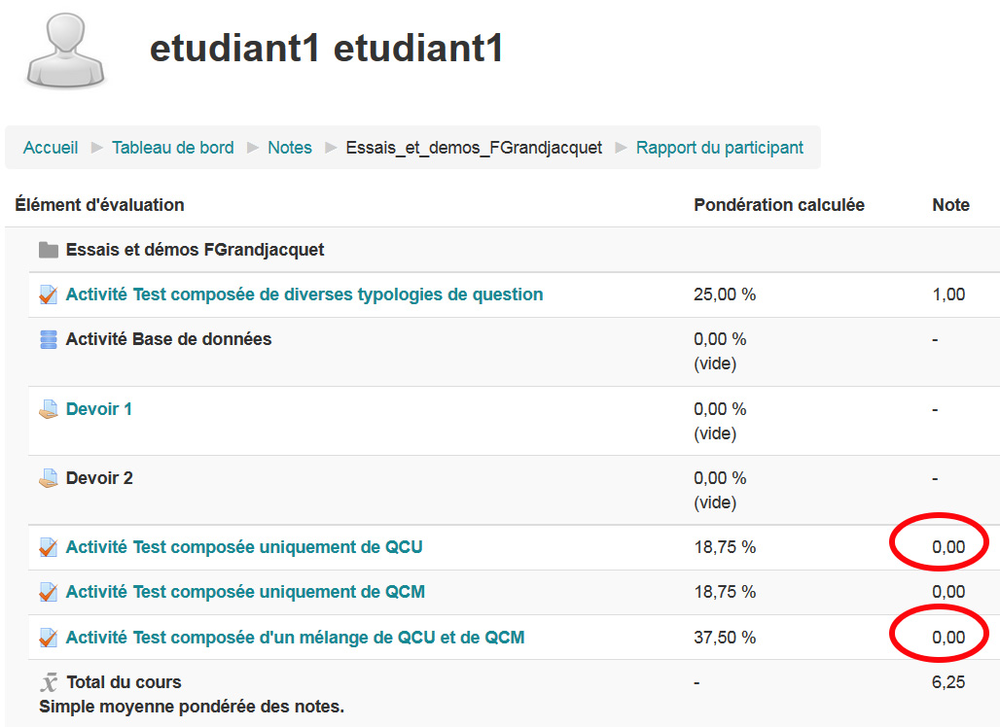 etudiant1 etudiant1
Accueil ▶ Tableau de bord ▶ Notes ▶ Essais_et_demos_FGrandjacquet ▶ Rapport du participant
Élément d'évaluation Pondération calculée Note
Essais et démos FGrandjacquet
Activité Test composée de diverses typologies de question 25,00 % 1,00
Activité Base de données 0,00 % -
(vide)
Devoir 1 0,00 % -
(vide)
Devoir 2 0,00 % -
(vide)
Activité Test composée uniquement de QCU 18,75 % 0,00
Activité Test composée uniquement de QCM 18,75 % 0,00
Activité Test composée d'un mélange de QCU et de QCM 37,50 % 0,00
x̄ Total du cours - 6,25
Simple moyenne pondérée des notes.